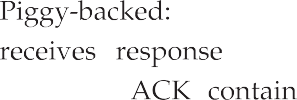 Piggy-backed:
receives response
ACK contain